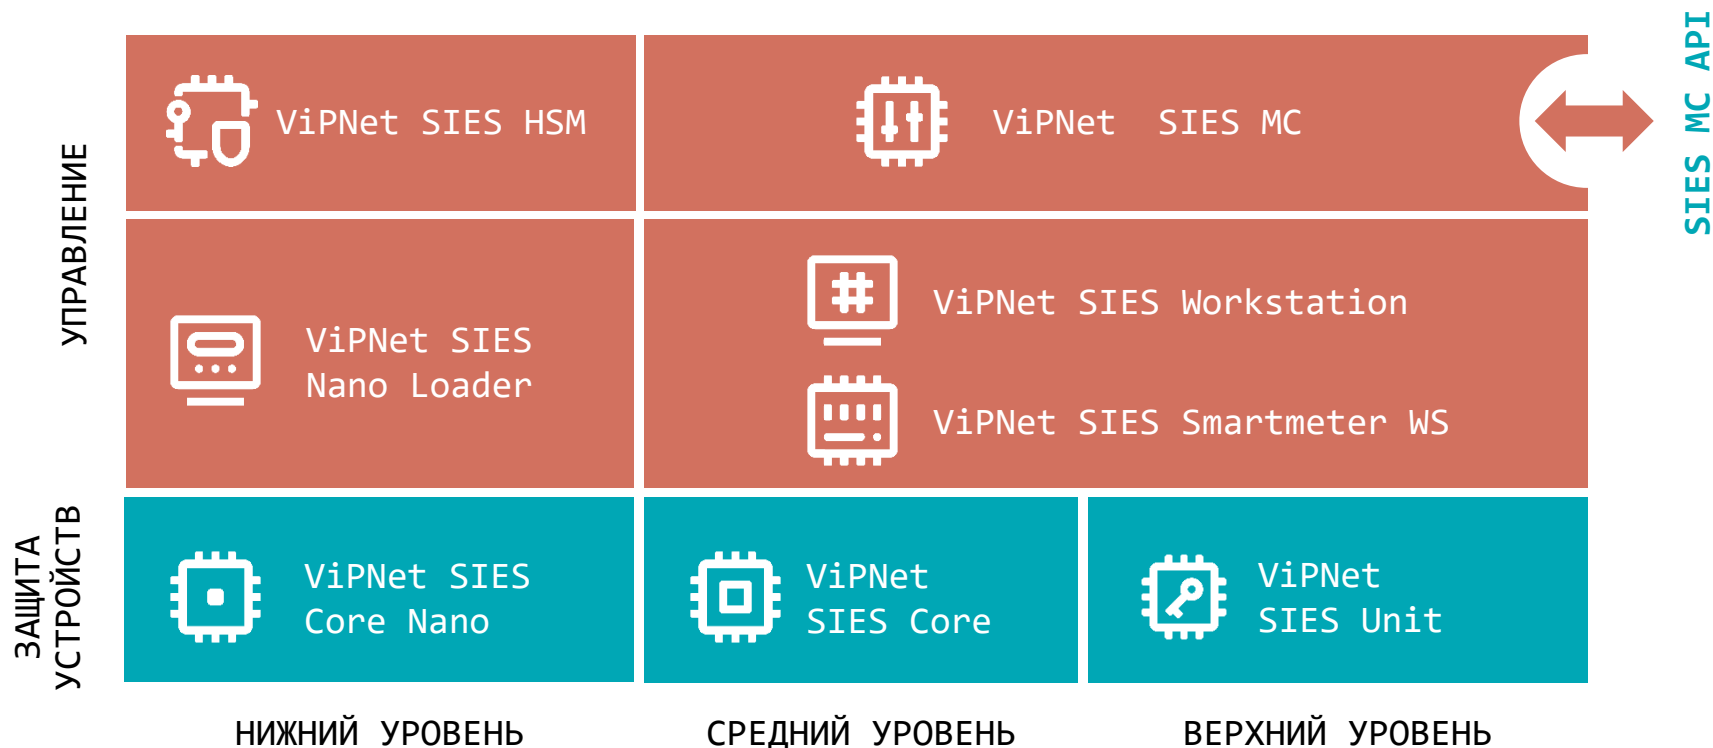 УПРАВЛЕНИЕ
ViPNet SIES HSM
ViPNet SIES MC
SIES MC API
ViPNet SIES
Nano Loader
ViPNet SIES Workstation
ViPNet SIES Smartmeter WS
ЗАЩИТА
УСТРОЙСТВ
ViPNet SIES
Core Nano
ViPNet
SIES Core
ViPNet
SIES Unit
НИЖНИЙ УРОВЕНЬ
СРЕДНИЙ УРОВЕНЬ
ВЕРХНИЙ УРОВЕНЬ